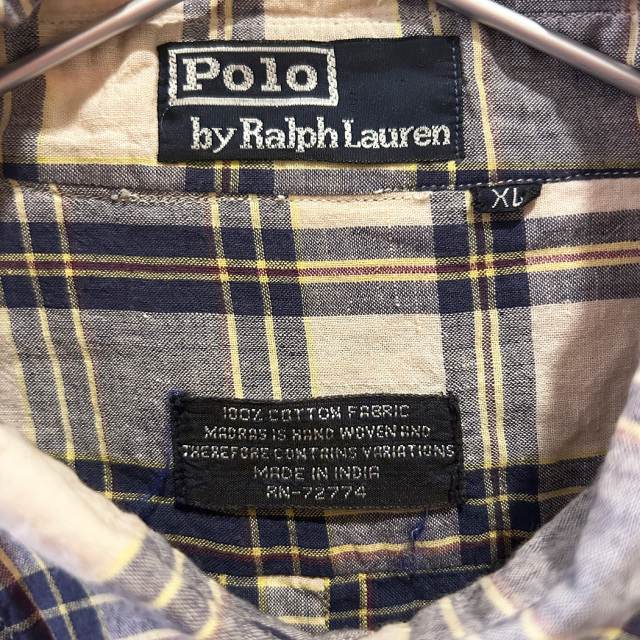 Polo
by Ralph Lauren
XL
100% COTTON FABRIC
MADRAS IS HAND WOVEN AND
THEREFORE CONTAINS VARIATIONS
MADE IN INDIA
RN-72774